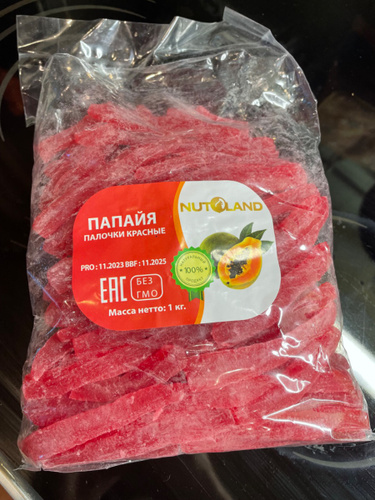 NUTLAND
ПАПАЙЯ
ПАЛОЧКИ КРАСНЫЕ
PRO: 11.2023 BBF: 11.2025
100%
EAC
БЕЗ
ГМО
Масса нетто: 1 кг.